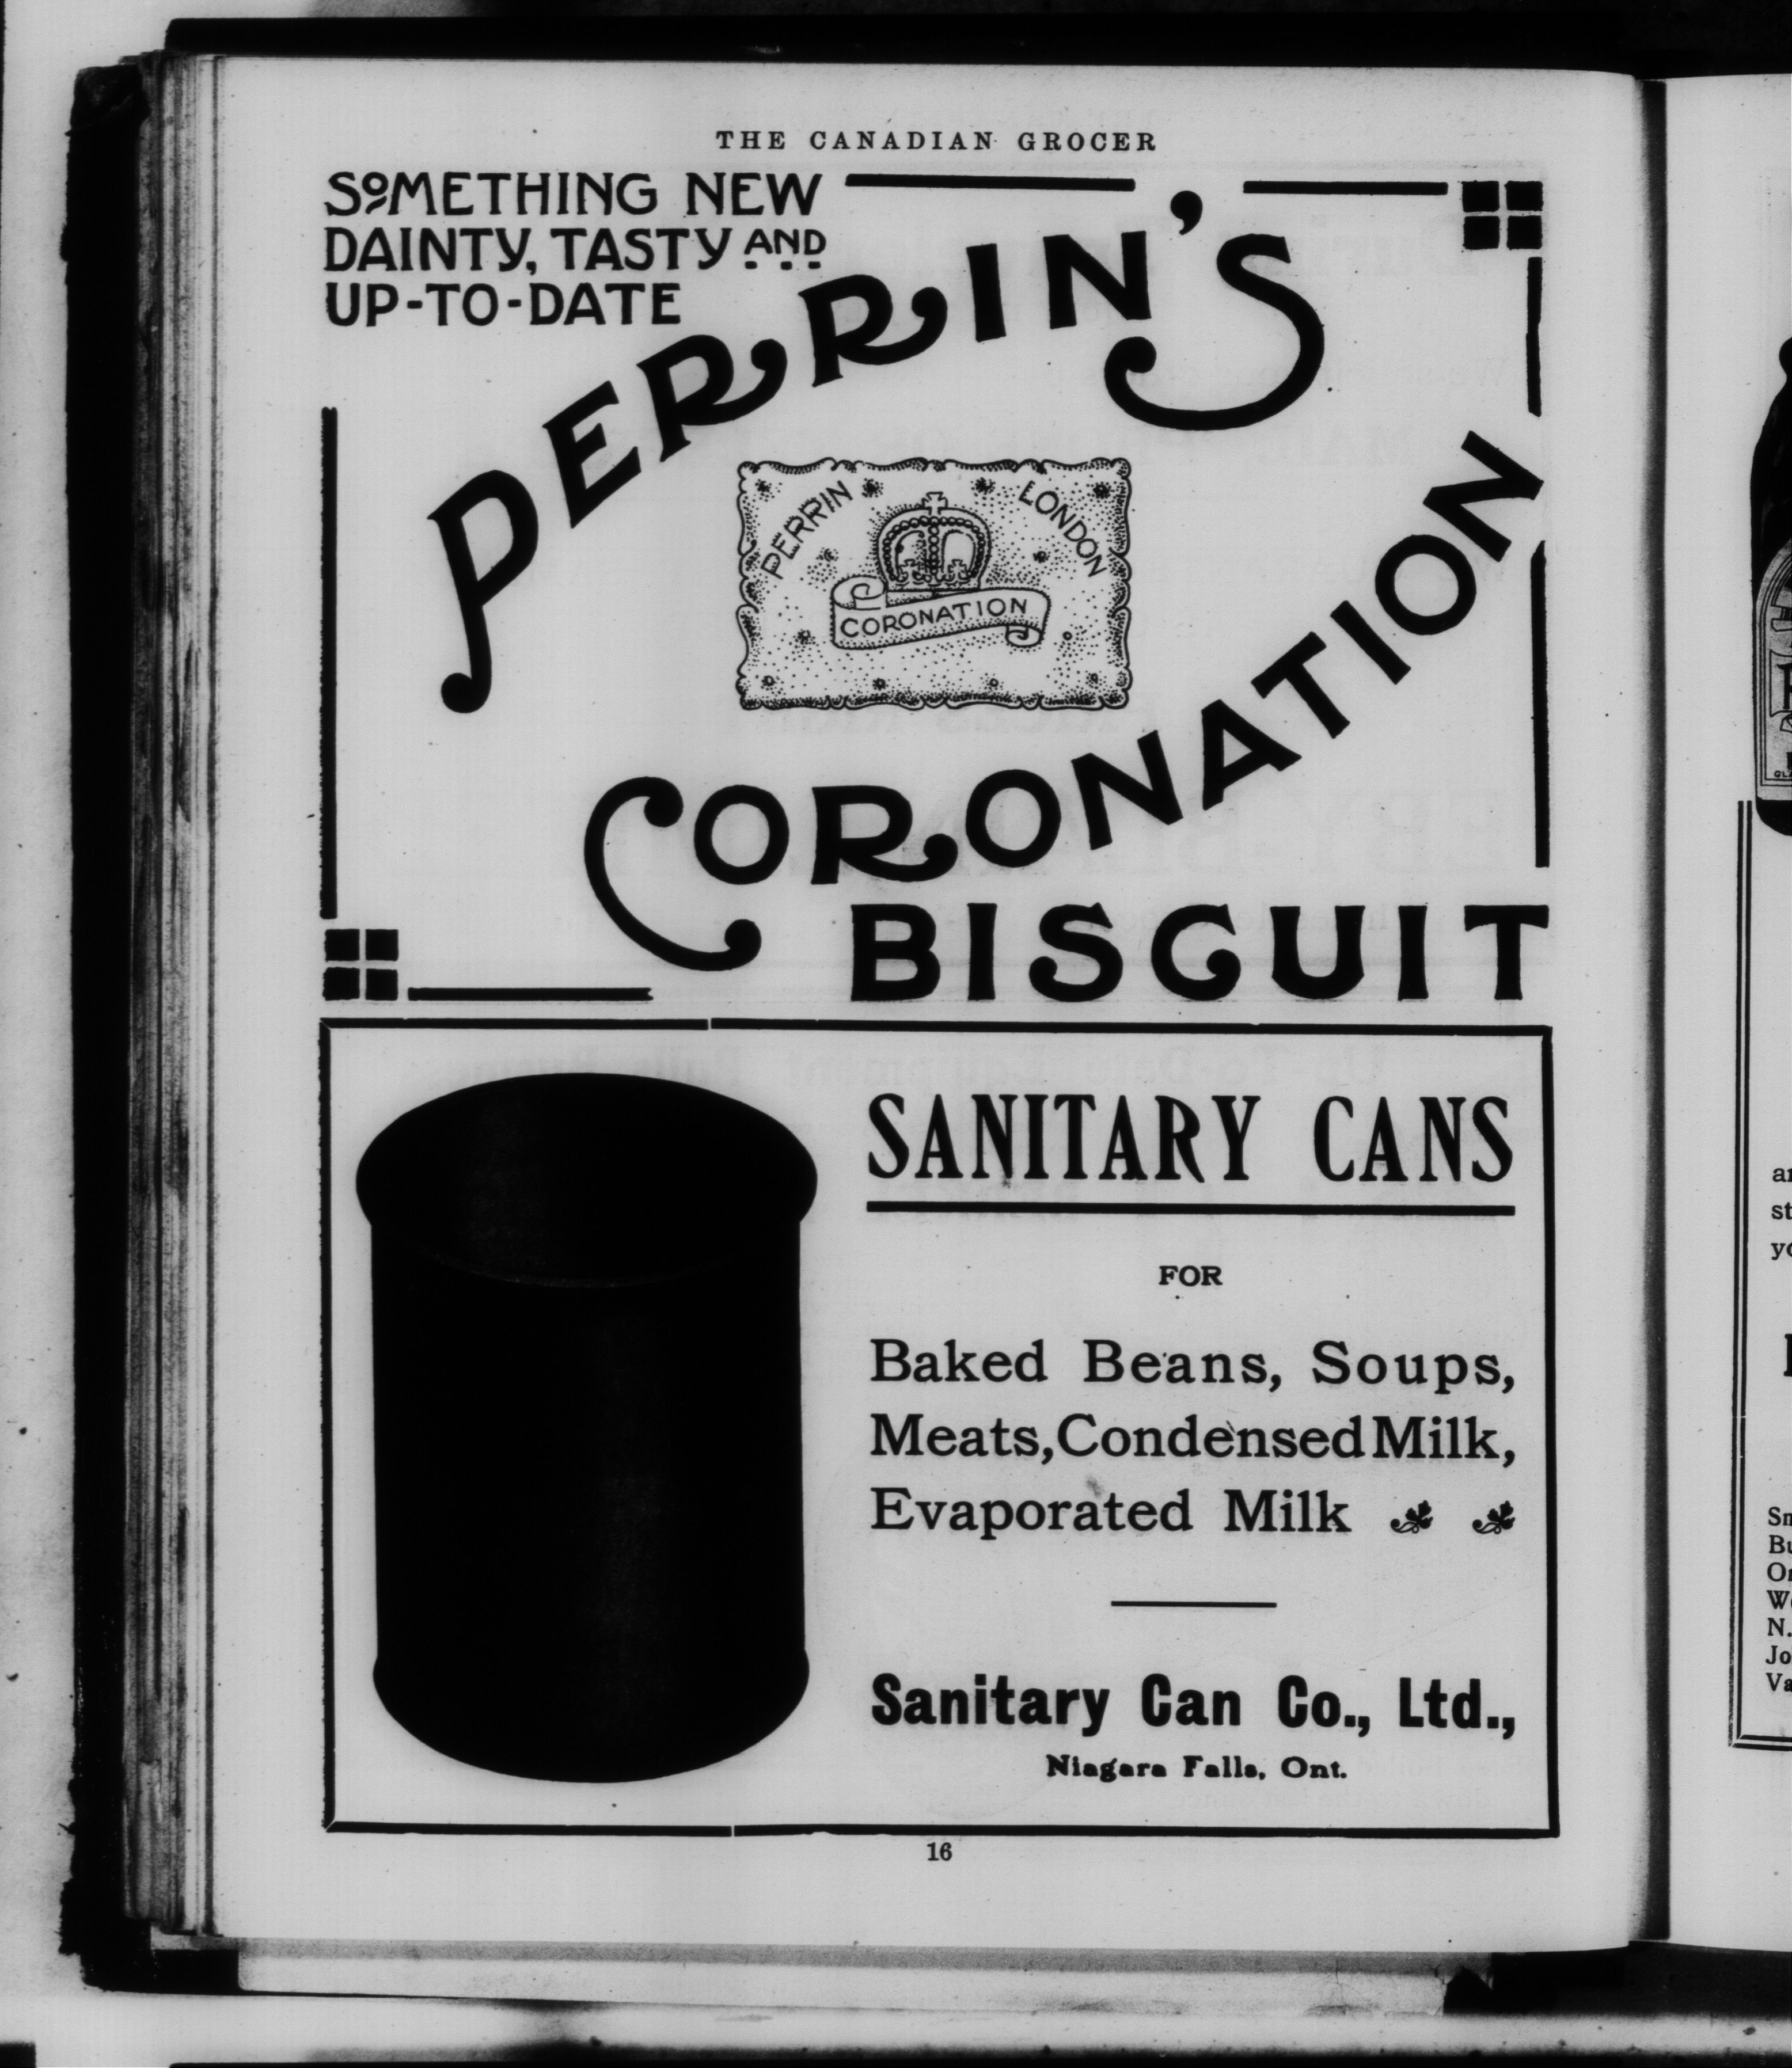 THE CANADIAN GROCER
SOMETHING NEW
DAINTY, TASTY AND
UP-TO-DATE
PERRIN'S
PERRIN LONDON
CORONATION
CORONATION
BISCUIT
SANITARY CANS
FOR
Baked Beans, Soups,
Meats, Condensed Milk,
Evaporated Milk
Sanitary Can Co., Ltd.,
Niagara Falls, Ont.
16